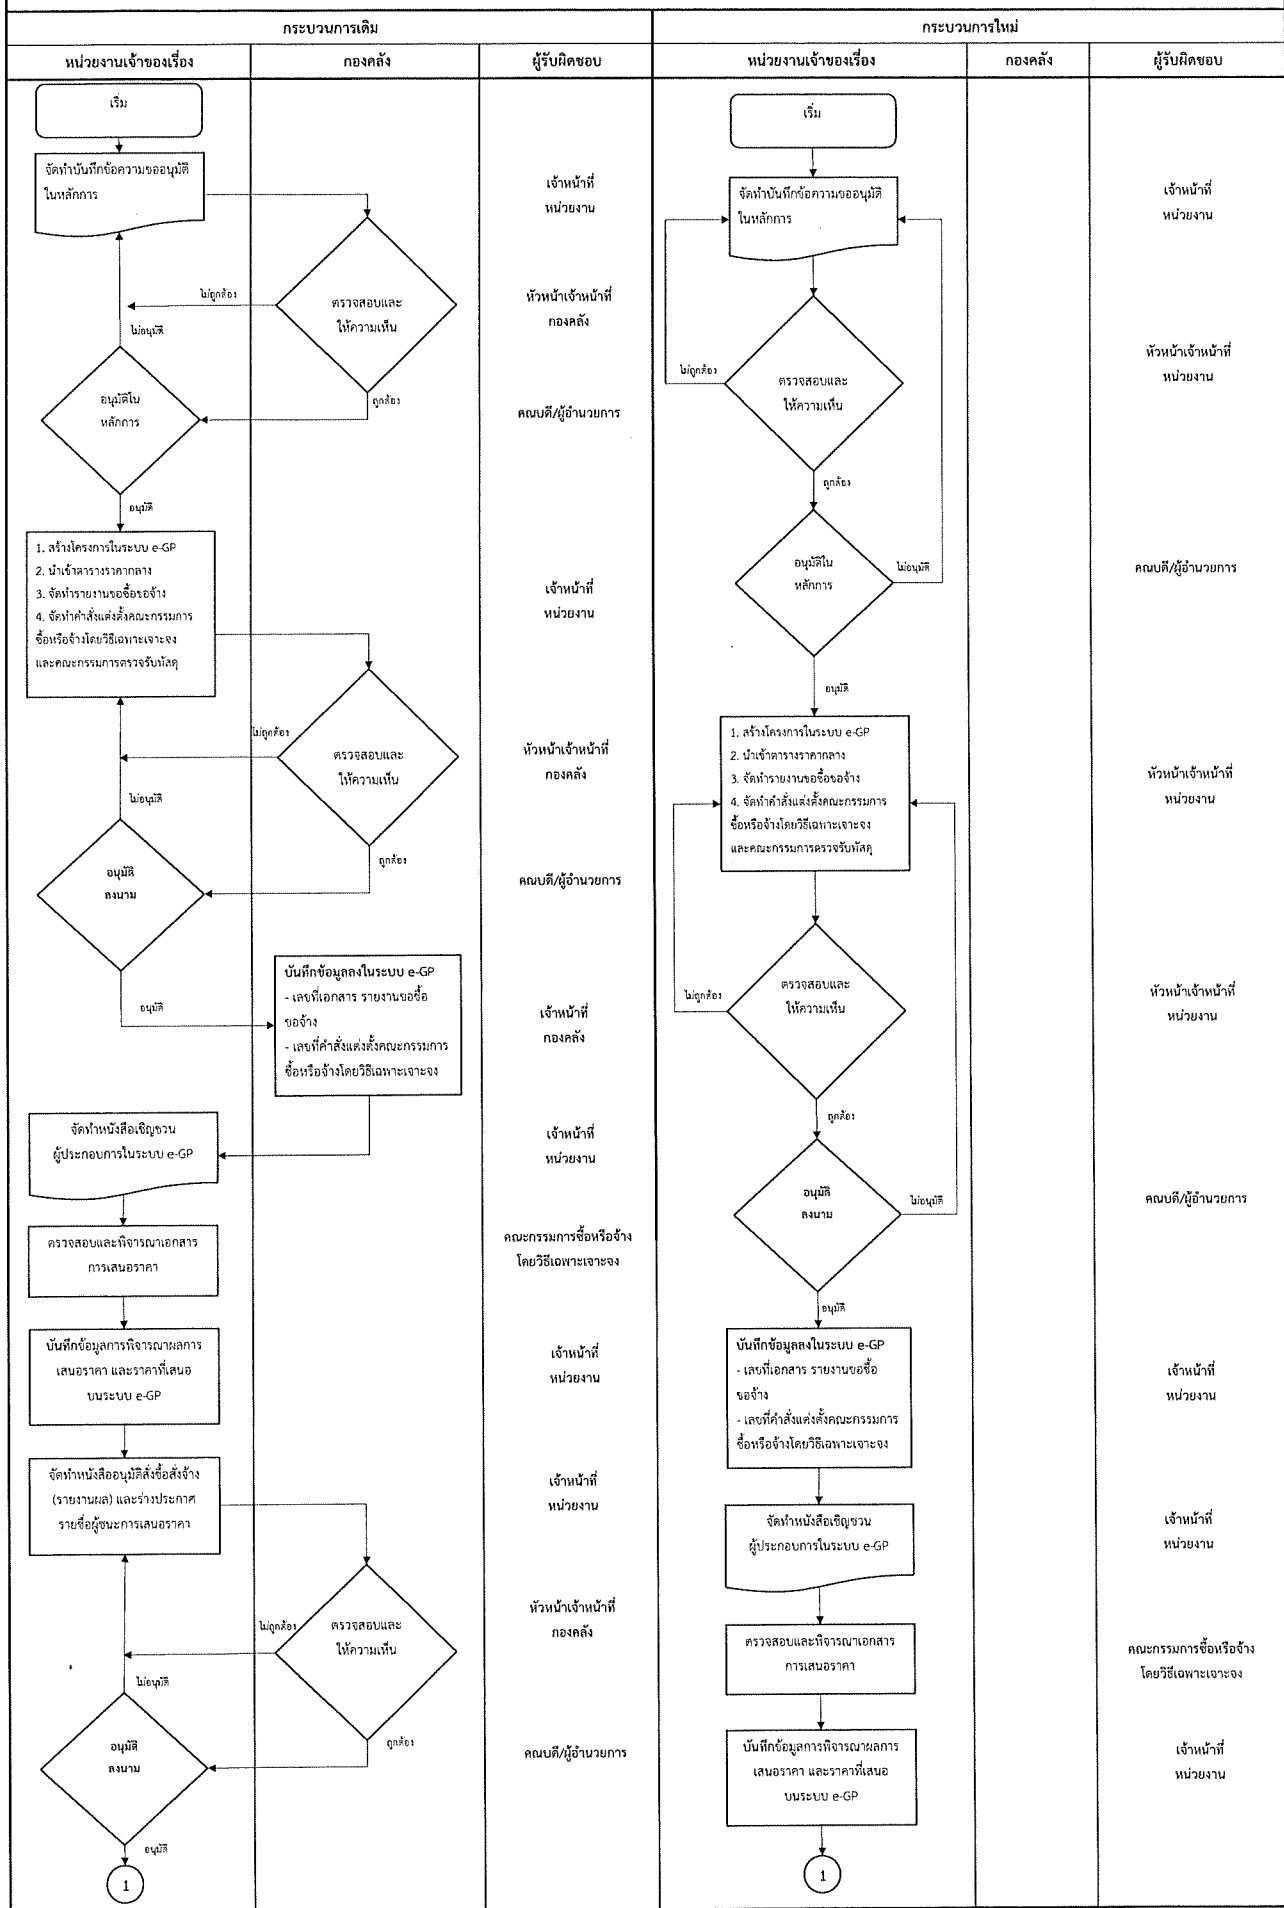 กระบวนการเดิม
หน่วยงานเจ้าของเรื่อง
กองคลัง
ผู้รับผิดชอบ
เริ่ม
จัดทำบันทึกข้อความขออนุมัติ
ในหลักการ
เจ้าหน้าที่
หน่วยงาน
ไม่ถูกต้อง
ตรวจสอบและ
ให้ความเห็น
หัวหน้าเจ้าหน้าที่
กองคลัง
ไม่อนุมัติ
ถูกต้อง
อนุมัติใน
หลักการ
คณบดี/ผู้อำนวยการ
อนุมัติ
1. สร้างโครงการในระบบ e-GP
2. นำเข้าตารางราคากลาง
3. จัดทำรายงานขอซื้อขอจ้าง
4. จัดทำคำสั่งแต่งตั้งคณะกรรมการ
ซื้อหรือจ้างโดยวิธีเฉพาะเจาะจง
และคณะกรรมการตรวจรับพัสดุ
เจ้าหน้าที่
หน่วยงาน
ไม่ถูกต้อง
ตรวจสอบและ
ให้ความเห็น
หัวหน้าเจ้าหน้าที่
กองคลัง
ไม่อนุมัติ
ถูกต้อง
อนุมัติ
ลงนาม
คณบดี/ผู้อำนวยการ
อนุมัติ
บันทึกข้อมูลลงในระบบ e-GP
- เลขที่เอกสาร รายงานขอซื้อ
ขอจ้าง
- เลขที่คำสั่งแต่งตั้งคณะกรรมการ
ซื้อหรือจ้างโดยวิธีเฉพาะเจาะจง
เจ้าหน้าที่
กองคลัง
จัดทำหนังสือเชิญชวน
ผู้ประกอบการในระบบ e-GP
เจ้าหน้าที่
หน่วยงาน
ตรวจสอบและพิจารณาเอกสาร
การเสนอราคา
คณะกรรมการซื้อหรือจ้าง
โดยวิธีเฉพาะเจาะจง
บันทึกข้อมูลการพิจารณาผลการ
เสนอราคา และราคาที่เสนอ
บนระบบ e-GP
เจ้าหน้าที่
หน่วยงาน
จัดทำหนังสืออนุมัติสั่งซื้อสั่งจ้าง
(รายงานผล) และร่างประกาศ
รายชื่อผู้ชนะการเสนอราคา
เจ้าหน้าที่
หน่วยงาน
ไม่ถูกต้อง
ตรวจสอบและ
ให้ความเห็น
หัวหน้าเจ้าหน้าที่
กองคลัง
ไม่อนุมัติ
ถูกต้อง
อนุมัติ
ลงนาม
คณบดี/ผู้อำนวยการ
อนุมัติ
1
กระบวนการใหม่
หน่วยงานเจ้าของเรื่อง
กองคลัง
ผู้รับผิดชอบ
เริ่ม
จัดทำบันทึกข้อความขออนุมัติ
ในหลักการ
เจ้าหน้าที่
หน่วยงาน
ไม่ถูกต้อง
ตรวจสอบและ
ให้ความเห็น
หัวหน้าเจ้าหน้าที่
หน่วยงาน
ถูกต้อง
อนุมัติใน
หลักการ
ไม่อนุมัติ
คณบดี/ผู้อำนวยการ
อนุมัติ
1. สร้างโครงการในระบบ e-GP
2. นำเข้าตารางราคากลาง
3. จัดทำรายงานขอซื้อขอจ้าง
4. จัดทำคำสั่งแต่งตั้งคณะกรรมการ
ซื้อหรือจ้างโดยวิธีเฉพาะเจาะจง
และคณะกรรมการตรวจรับพัสดุ
หัวหน้าเจ้าหน้าที่
หน่วยงาน
ไม่ถูกต้อง
ตรวจสอบและ
ให้ความเห็น
หัวหน้าเจ้าหน้าที่
หน่วยงาน
ถูกต้อง
อนุมัติ
ลงนาม
ไม่อนุมัติ
คณบดี/ผู้อำนวยการ
อนุมัติ
บันทึกข้อมูลลงในระบบ e-GP
- เลขที่เอกสาร รายงานขอซื้อ
ขอจ้าง
- เลขที่คำสั่งแต่งตั้งคณะกรรมการ
ซื้อหรือจ้างโดยวิธีเฉพาะเจาะจง
เจ้าหน้าที่
หน่วยงาน
จัดทำหนังสือเชิญชวน
ผู้ประกอบการในระบบ e-GP
เจ้าหน้าที่
หน่วยงาน
ตรวจสอบและพิจารณาเอกสาร
การเสนอราคา
คณะกรรมการซื้อหรือจ้าง
โดยวิธีเฉพาะเจาะจง
บันทึกข้อมูลการพิจารณาผลการ
เสนอราคา และราคาที่เสนอ
บนระบบ e-GP
เจ้าหน้าที่
หน่วยงาน
1